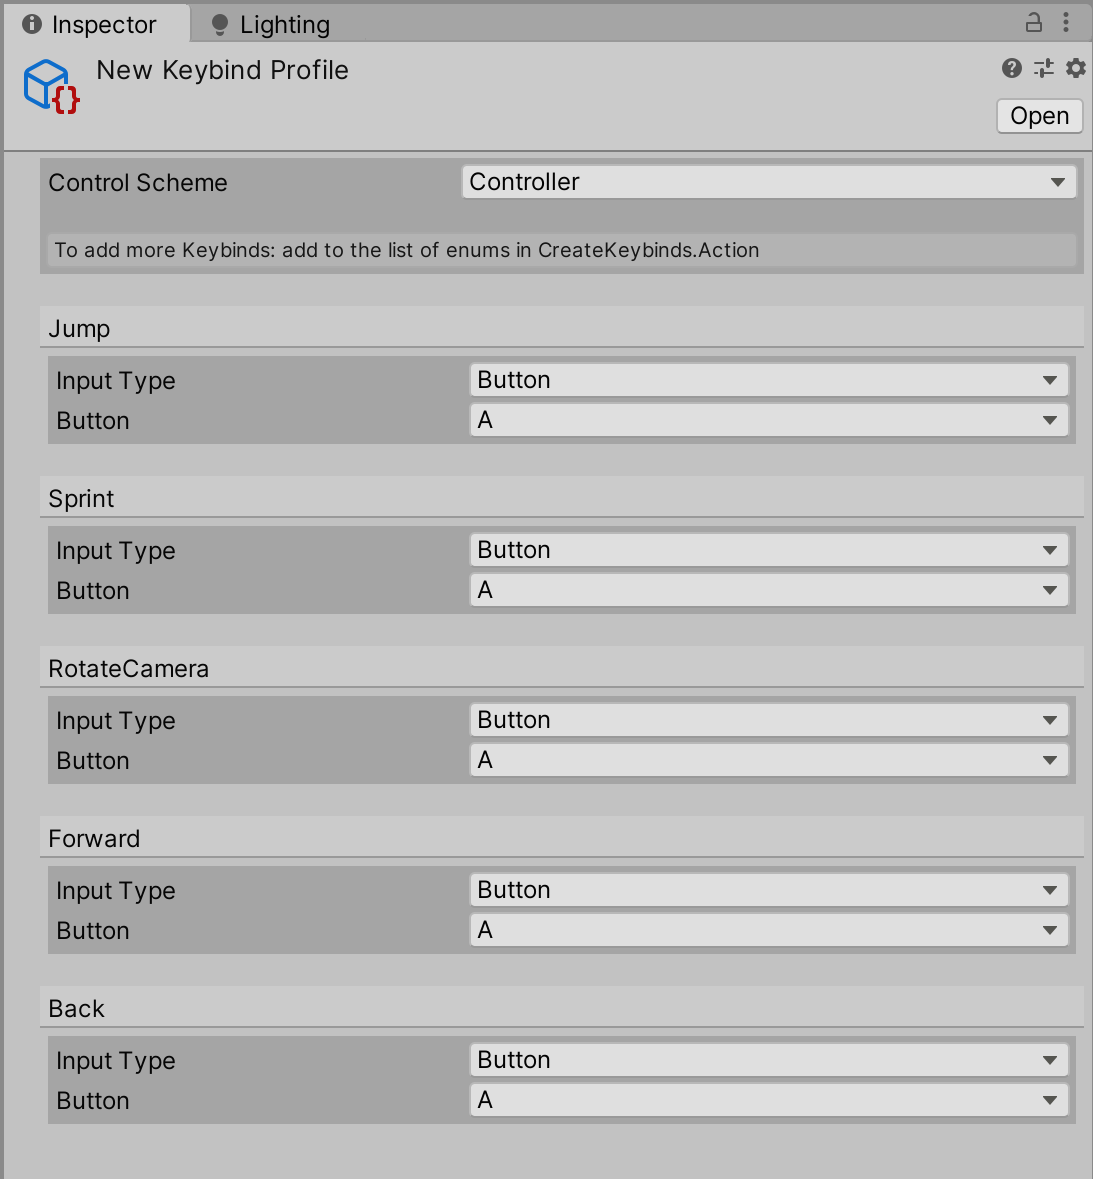 Inspector Lighting
New Keybind Profile
Open
Control Scheme Controller
To add more Keybinds: add to the list of enums in CreateKeybinds.Action
Jump
Input Type Button
Button A
Sprint
Input Type Button
Button A
RotateCamera
Input Type Button
Button A
Forward
Input Type Button
Button A
Back
Input Type Button
Button A